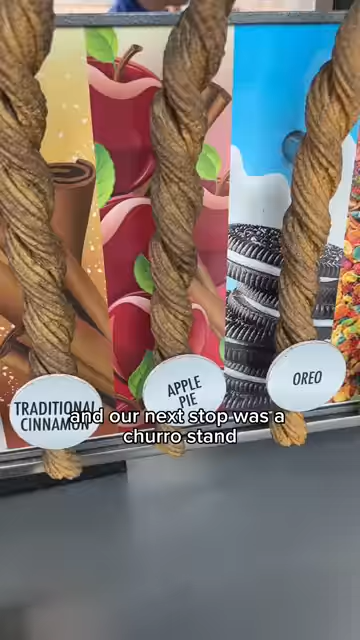 TRADITIONAL
CINNAMON
APPLE
PIE
OREO
and our next stop was a
churro stand